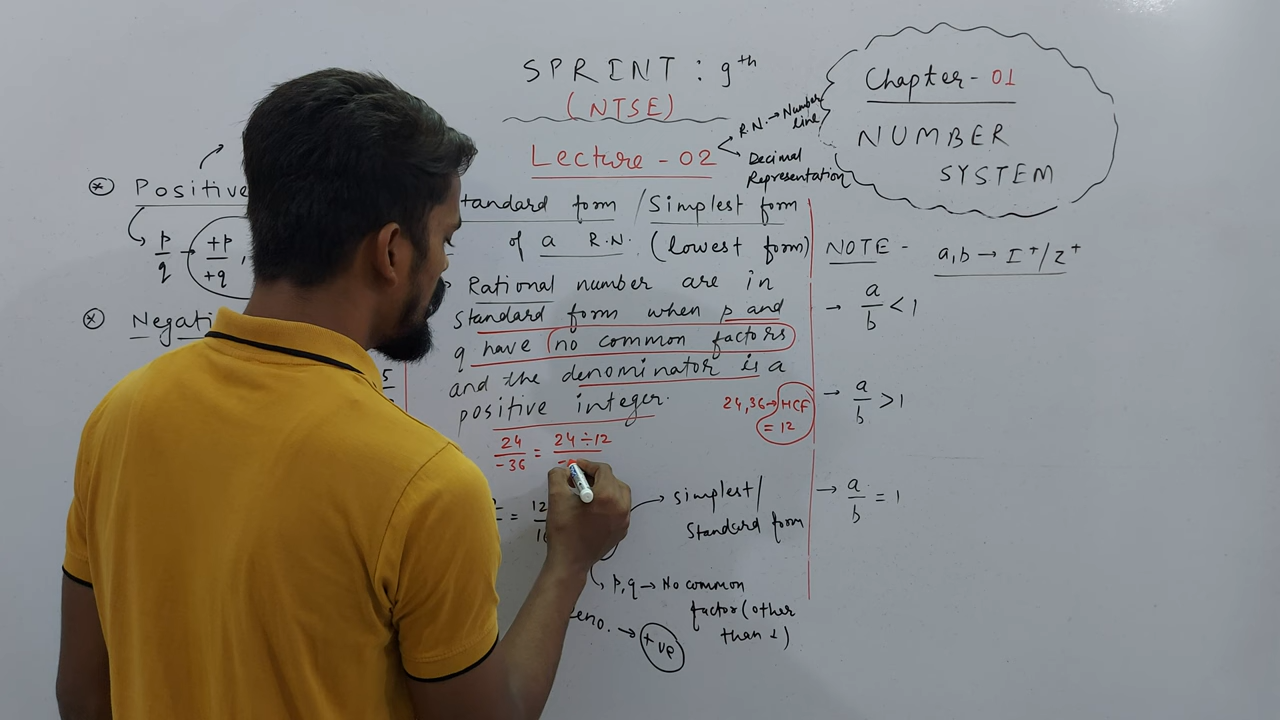 SPRINT : 9th
(NTSE)
Lecture - 02
R.N. → Number line
Decimal Representation
Chapter - 01
NUMBER
SYSTEM
* Positive
p/q +p/+q ,
* Negati
tandard form / Simplest form
of a R.N. (lowest form)
Rational number are in
standard form when p and
q have no common factors
and the denominator is a
positive integer.
24,36 → HCF
= 12
24/-36 = 24÷12/-
= 12
→ simplest/
Standard form
p,q → No common
factor (other
than 1)
eno. → +ve
NOTE - a,b → I⁺/Z⁺
→ a/b < 1
→ a/b > 1
→ a/b = 1